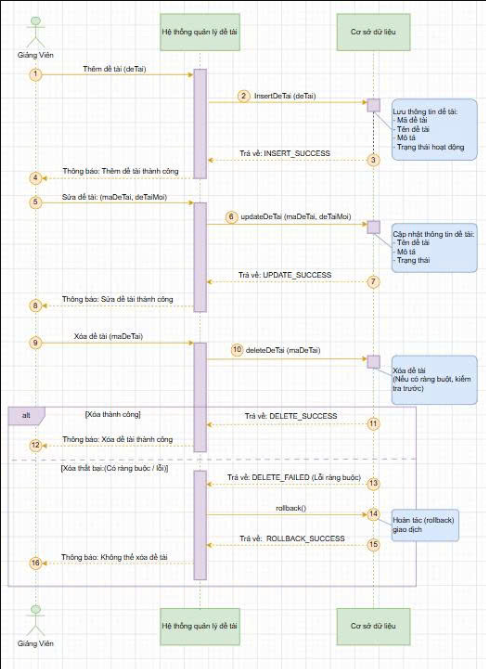 Hệ thống quản lý đề tài
Cơ sở dữ liệu
Giảng Viên
1
Thêm đề tài (deTai)
2
InsertDeTai (deTai)
Lưu thông tin đề tài:
- Mã đề tài
- Tên đề tài
- Mô tả
- Trạng thái hoạt động
Trả về: INSERT_SUCCESS
3
4
Thông báo: Thêm đề tài thành công
5
Sửa đề tài: (maDeTai, deTaiMoi)
6
updateDeTai (maDeTai, deTaiMoi)
Cập nhật thông tin đề tài:
- Tên đề tài
- Mô tả
- Trạng thái
Trả về: UPDATE_SUCCESS
7
8
Thông báo: Sửa đề tài thành công
9
Xóa đề tài (maDeTai)
10
deleteDeTai (maDeTai)
Xóa đề tài
(Nếu có ràng buột, kiểm
tra trước)
alt
[Xóa thành công]
Trả về: DELETE_SUCCESS
11
12
Thông báo: Xóa đề tài thành công
[Xóa thất bại:(Có ràng buộc / lỗi)]
Trả về: DELETE_FAILED (Lỗi ràng buộc)
13
rollback()
14
Hoàn tác (rollback)
giao dịch
Trả về: ROLLBACK_SUCCESS
15
16
Thông báo: Không thể xóa đề tài
Hệ thống quản lý đề tài
Cơ sở dữ liệu
Giảng Viên